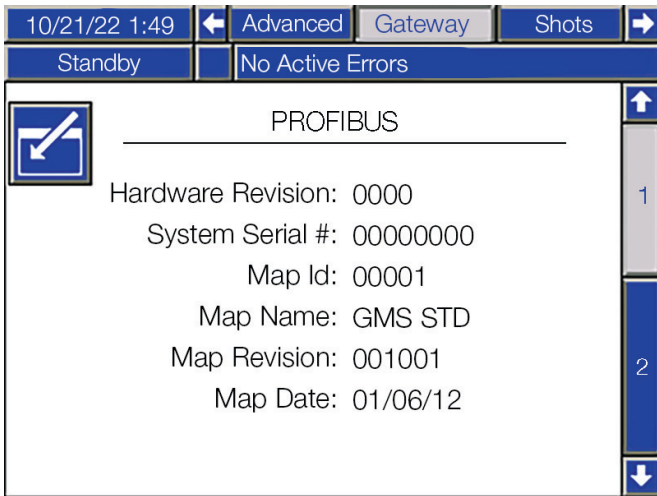 10/21/22 1:49 Advanced Gateway Shots
Standby No Active Errors
PROFIBUS
Hardware Revision: 0000
1
System Serial #: 00000000
Map Id: 00001
Map Name: GMS STD
Map Revision: 001001
2
Map Date: 01/06/12